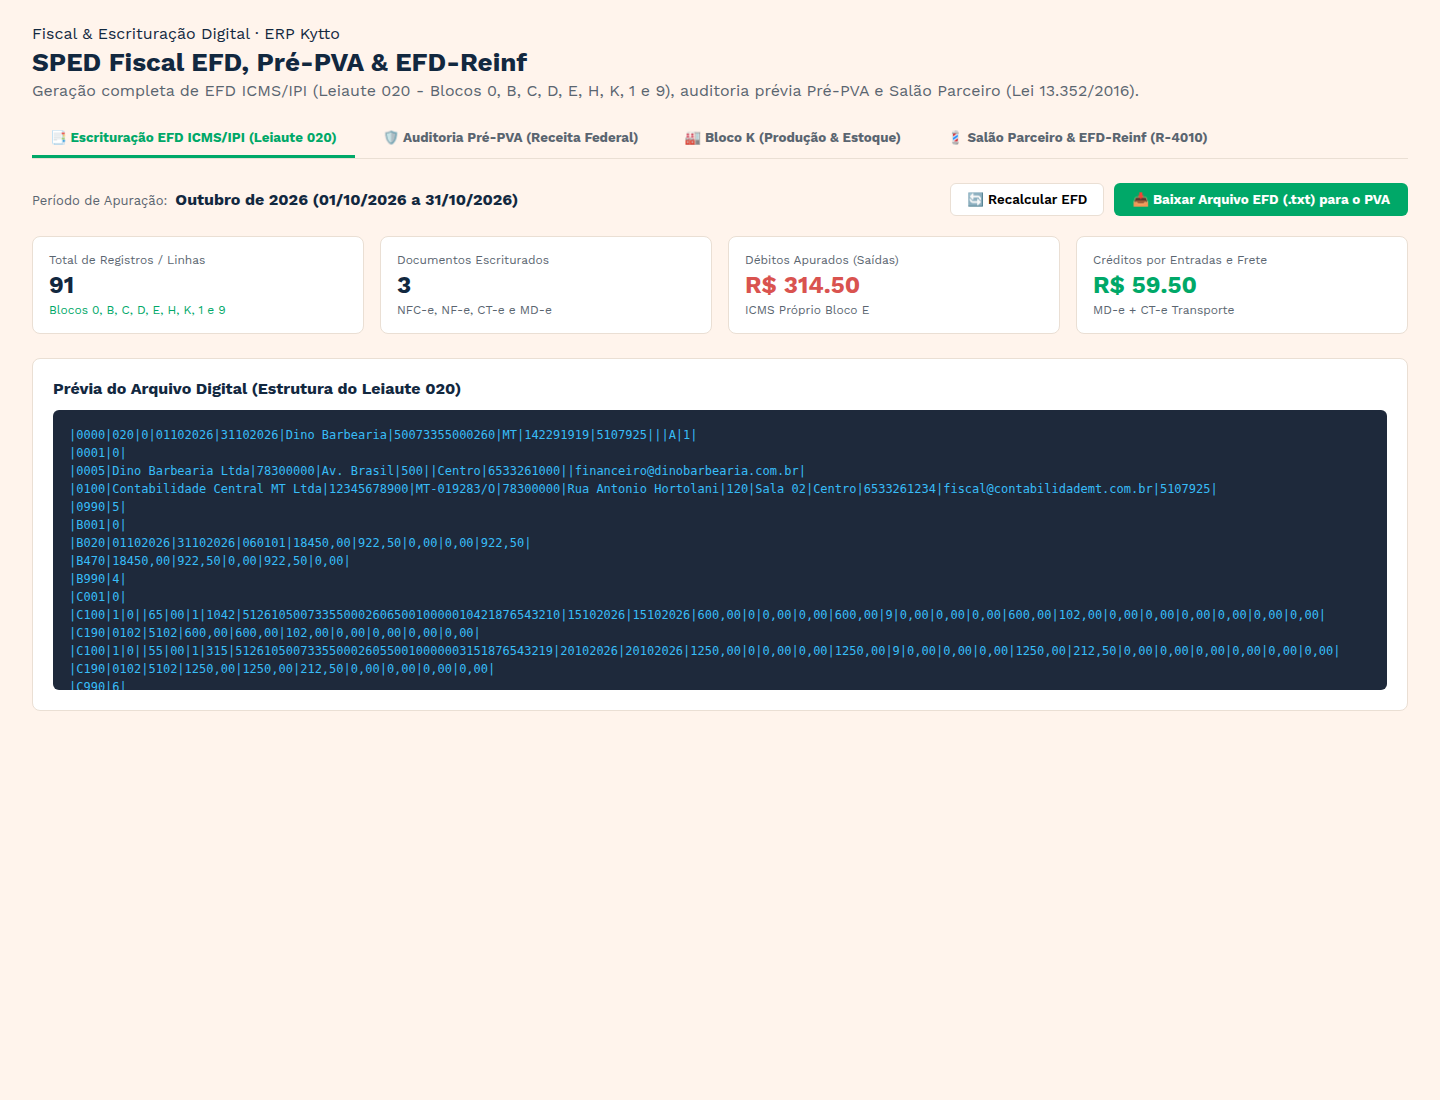 Fiscal & Escrituração Digital · ERP Kytto
SPED Fiscal EFD, Pré-PVA & EFD-Reinf
Geração completa de EFD ICMS/IPI (Leiaute 020 - Blocos 0, B, C, D, E, H, K, 1 e 9), auditoria prévia Pré-PVA e Salão Parceiro (Lei 13.352/2016).
Escrituração EFD ICMS/IPI (Leiaute 020)
Auditoria Pré-PVA (Receita Federal)
Bloco K (Produção & Estoque)
Salão Parceiro & EFD-Reinf (R-4010)
Período de Apuração: Outubro de 2026 (01/10/2026 a 31/10/2026)
Recalcular EFD
Baixar Arquivo EFD (.txt) para o PVA
Total de Registros / Linhas
91
Blocos 0, B, C, D, E, H, K, 1 e 9
Documentos Escriturados
3
NFC-e, NF-e, CT-e e MD-e
Débitos Apurados (Saídas)
R$ 314.50
ICMS Próprio Bloco E
Créditos por Entradas e Frete
R$ 59.50
MD-e + CT-e Transporte
Prévia do Arquivo Digital (Estrutura do Leiaute 020)
|0000|020|0|01102026|31102026|Dino Barbearia|50073355000260|MT|142291919|5107925|||A|1|
|0001|0|
|0005|Dino Barbearia Ltda|78300000|Av. Brasil|500||Centro|6533261000||financeiro@dinobarbearia.com.br|
|0100|Contabilidade Central MT Ltda|12345678900|MT-019283/O|78300000|Rua Antonio Hortolani|120|Sala 02|Centro|6533261234|fiscal@contabilidademt.com.br|5107925|
|0990|5|
|B001|0|
|B020|01102026|31102026|060101|18450,00|922,50|0,00|0,00|922,50|
|B470|18450,00|922,50|0,00|922,50|0,00|
|B990|4|
|C001|0|
|C100|1|0||65|00|1|1042|51261050073355000260650010000010421876543210|15102026|15102026|600,00|0|0,00|0,00|600,00|9|0,00|0,00|0,00|600,00|102,00|0,00|0,00|0,00|0,00|0,00|0,00|
|C190|0102|5102|600,00|600,00|102,00|0,00|0,00|0,00|0,00|
|C100|1|0||55|00|1|315|51261050073355000260550010000003151876543219|20102026|20102026|1250,00|0|0,00|0,00|1250,00|9|0,00|0,00|0,00|1250,00|212,50|0,00|0,00|0,00|0,00|0,00|0,00|
|C190|0102|5102|1250,00|1250,00|212,50|0,00|0,00|0,00|0,00|
|C990|6|